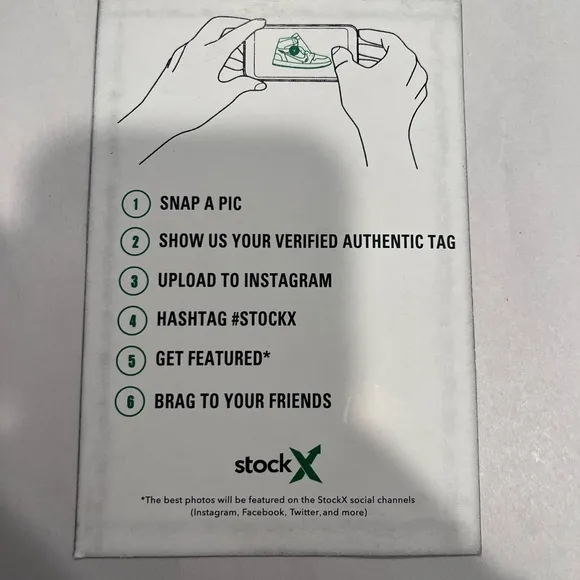 1 SNAP A PIC
2 SHOW US YOUR VERIFIED AUTHENTIC TAG
3 UPLOAD TO INSTAGRAM
4 HASHTAG #STOCKX
5 GET FEATURED*
6 BRAG TO YOUR FRIENDS
stockX
*The best photos will be featured on the StockX social channels
(Instagram, Facebook, Twitter, and more)